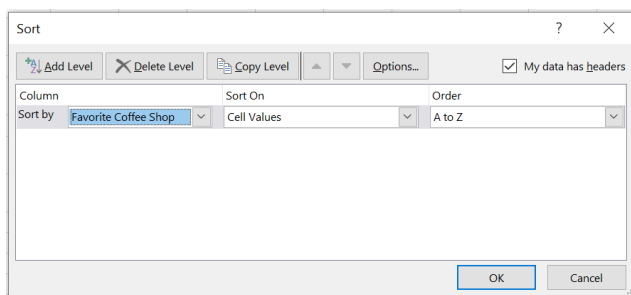 Sort ?
Add Level Delete Level Copy Level Options... My data has headers
Column Sort On Order
Sort by Favorite Coffee Shop Cell Values A to Z
OK Cancel